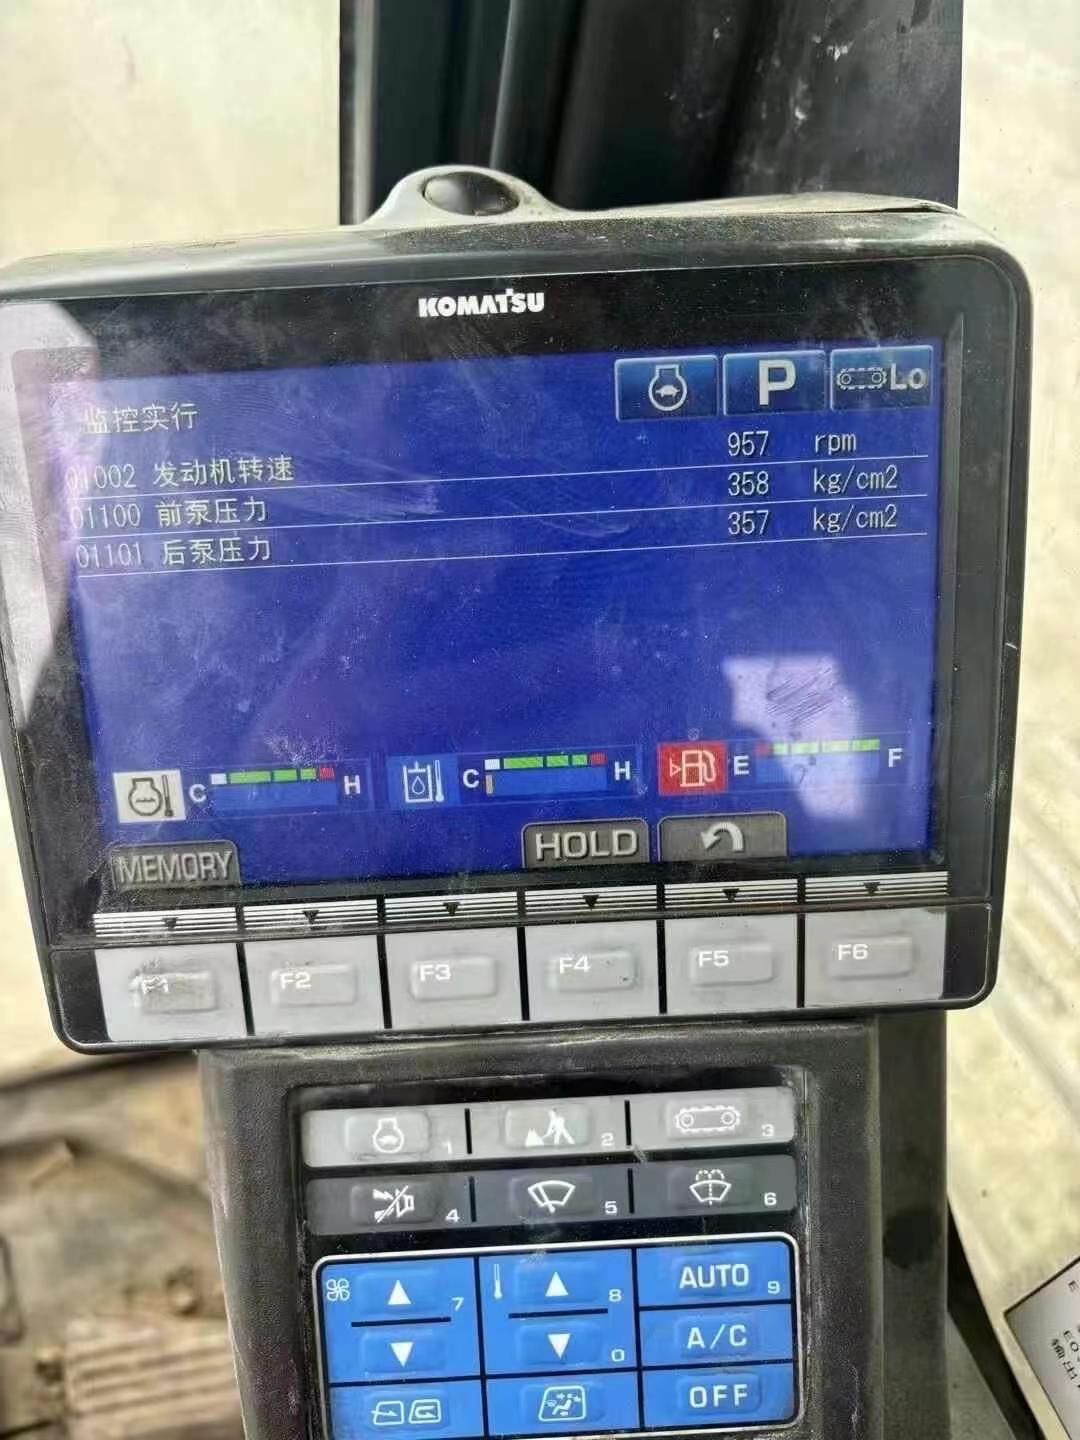 KOMATSU
P
Lo
监控实行
01002 发动机转速 957 rpm
01100 前泵压力 358 kg/cm2
01101 后泵压力 357 kg/cm2
C H
C H
E F
MEMORY
HOLD
F1 F2 F3 F4 F5 F6
1 2 3
4 5 6
7 8 AUTO 9
0 A/C
OFF